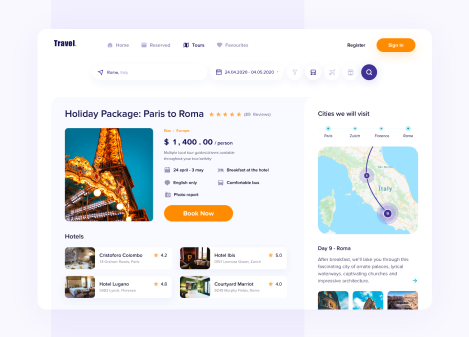 Travel.
Home
Reserved
Tours
Favourites
Register
Sign In
Rome, Italy
24.04.2020 - 04.05.2020
Holiday Package: Paris to Roma
Reviews)
Bus - Europe
$ 1,400.00 / person
Multiple local tour guides drivers available
throughout your tour/activity
24 april - 3 may
Breakfast at the hotel
English only
Comfortable bus
Photo report
Book Now
Hotels
Cristoforo Colombo
4.2
Hotel Ibis
5.0
Hotel Lugano
4.8
Courtyard Marriot
4.0
Cities we will visit
Paris
Zurich
Florence
Roma
Italy
Day 9 - Roma
After breakfast, we'll take you through this
fascinating city of ornate palaces, lyrical
waterways, captivating churches and
impressive architecture.